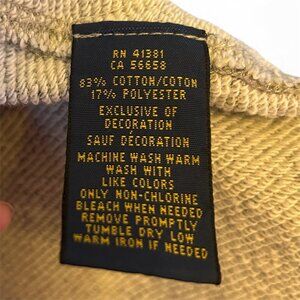 RN 41381
CA 56658
83% COTTON/COTON
17% POLYESTER
EXCLUSIVE OF
DECORATION
SAUF DÉCORATION
MACHINE WASH WARM
WASH WITH
LIKE COLORS
ONLY NON-CHLORINE
BLEACH WHEN NEEDED
REMOVE PROMPTLY
TUMBLE DRY LOW
WARM IRON IF NEEDED